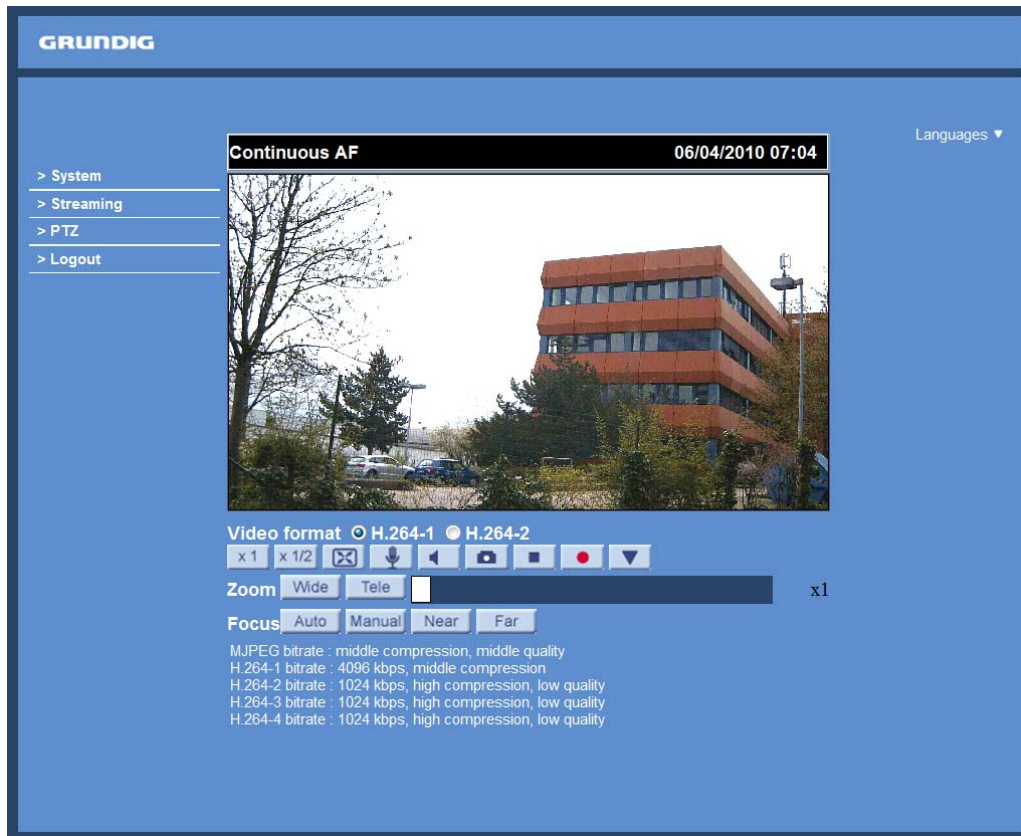 GRUNDIG
Languages ▼
Continuous AF 06/04/2010 07:04
> System
> Streaming
> PTZ
> Logout
Video format H.264-1 H.264-2
x 1 x 1/2
Zoom Wide Tele x1
Focus Auto Manual Near Far
MJPEG bitrate : middle compression, middle quality
H.264-1 bitrate : 4096 kbps, middle compression
H.264-2 bitrate : 1024 kbps, high compression, low quality
H.264-3 bitrate : 1024 kbps, high compression, low quality
H.264-4 bitrate : 1024 kbps, high compression, low quality